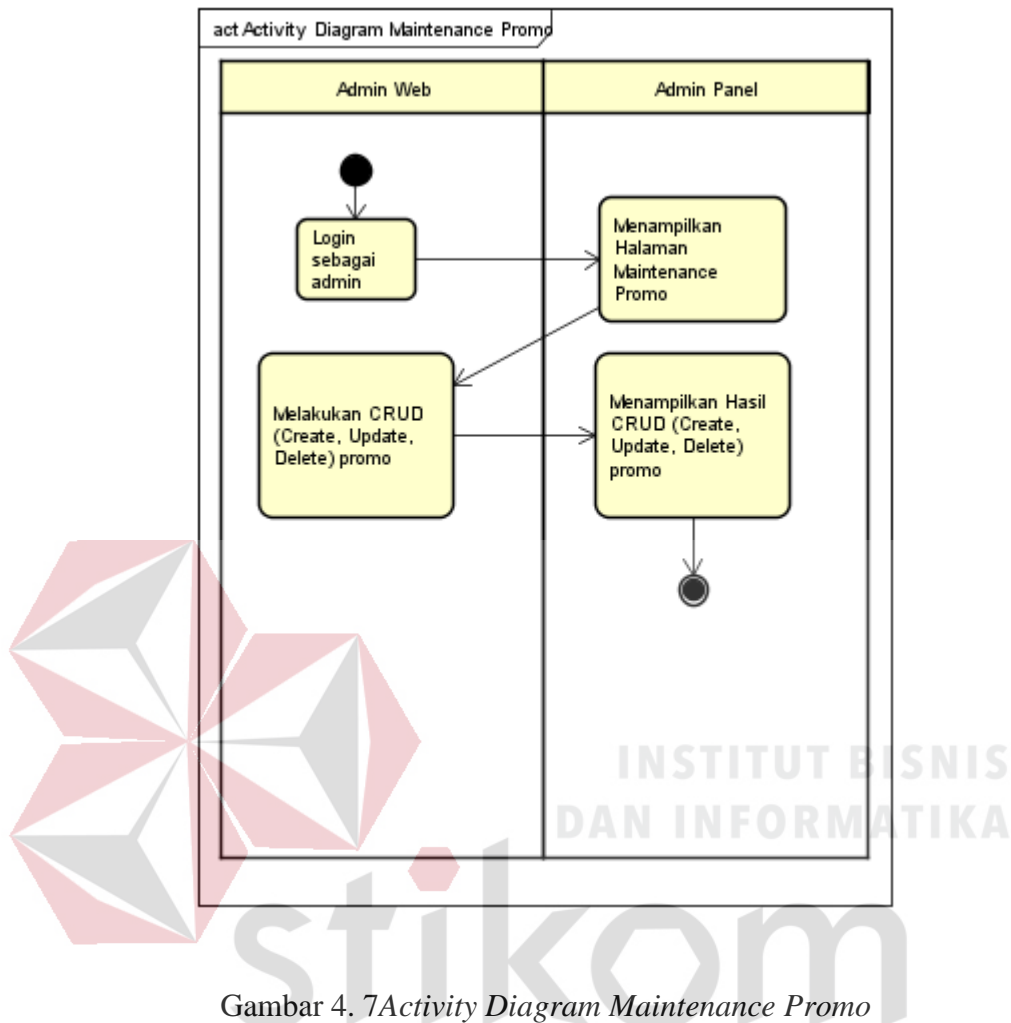 act Activity Diagram Maintenance Promo
Admin Web
Admin Panel
Login
sebagai
admin
Menampilkan
Halaman
Maintenance
Promo
Melakukan CRUD
(Create, Update,
Delete) promo
Menampilkan Hasil
CRUD (Create,
Update, Delete)
promo
INSTITUT BISNIS
DAN INFORMATIKA
stikom
Gambar 4. 7Activity Diagram Maintenance Promo